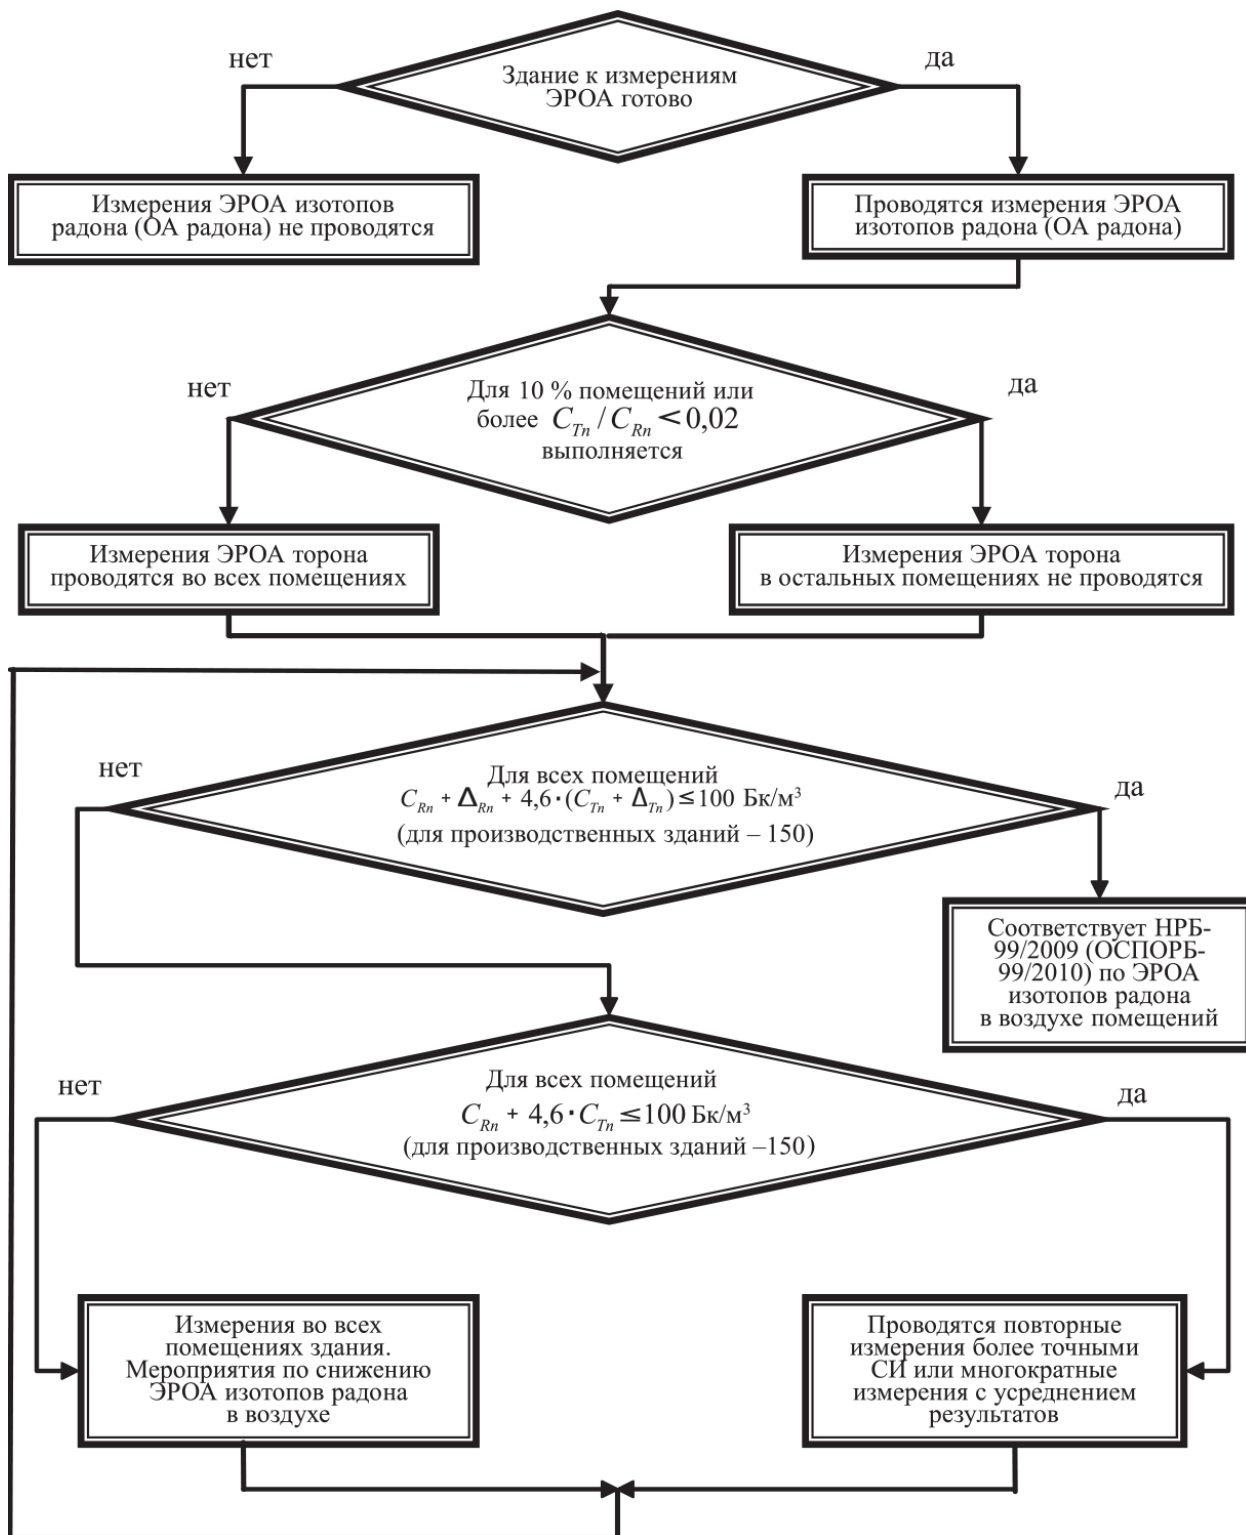 нет
да
Здание к измерениям
ЭРОА готово
Измерения ЭРОА изотопов
радона (ОА радона) не проводятся
Проводятся измерения ЭРОА
изотопов радона (ОА радона)
нет
да
Для 10 % помещений или
более C_Tn / C_Rn < 0,02
выполняется
Измерения ЭРОА торона
проводятся во всех помещениях
Измерения ЭРОА торона
в остальных помещениях не проводятся
нет
да
Для всех помещений
C_Rn + Δ_Rn + 4,6·(C_Tn + Δ_Tn) ≤ 100 Бк/м³
(для производственных зданий – 150)
Соответствует НРБ-
99/2009 (ОСПОРБ-
99/2010) по ЭРОА
изотопов радона
в воздухе помещений
нет
да
Для всех помещений
C_Rn + 4,6·C_Tn ≤ 100 Бк/м³
(для производственных зданий –150)
Измерения во всех
помещениях здания.
Мероприятия по снижению
ЭРОА изотопов радона
в воздухе
Проводятся повторные
измерения более точными
СИ или многократные
измерения с усреднением
результатов